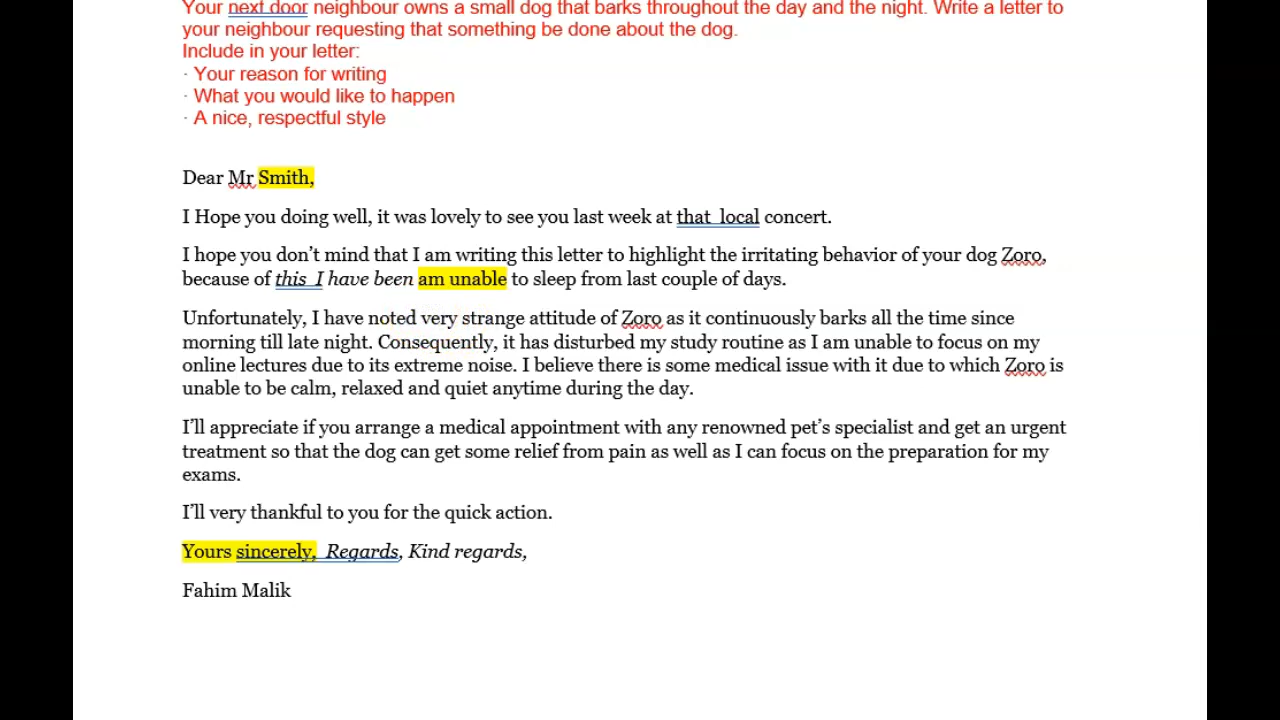 Your next door neighbour owns a small dog that barks throughout the day and the night. Write a letter to
your neighbour requesting that something be done about the dog.
Include in your letter:
· Your reason for writing
· What you would like to happen
· A nice, respectful style
Dear Mr Smith,
I Hope you doing well, it was lovely to see you last week at that  local concert.
I hope you don’t mind that I am writing this letter to highlight the irritating behavior of your dog Zoro,
because of this  I have been am unable to sleep from last couple of days.
Unfortunately, I have noted very strange attitude of Zoro as it continuously barks all the time since
morning till late night. Consequently, it has disturbed my study routine as I am unable to focus on my
online lectures due to its extreme noise. I believe there is some medical issue with it due to which Zoro is
unable to be calm, relaxed and quiet anytime during the day.
I’ll appreciate if you arrange a medical appointment with any renowned pet’s specialist and get an urgent
treatment so that the dog can get some relief from pain as well as I can focus on the preparation for my
exams.
I’ll very thankful to you for the quick action.
Yours sincerely,  Regards, Kind regards,
Fahim Malik